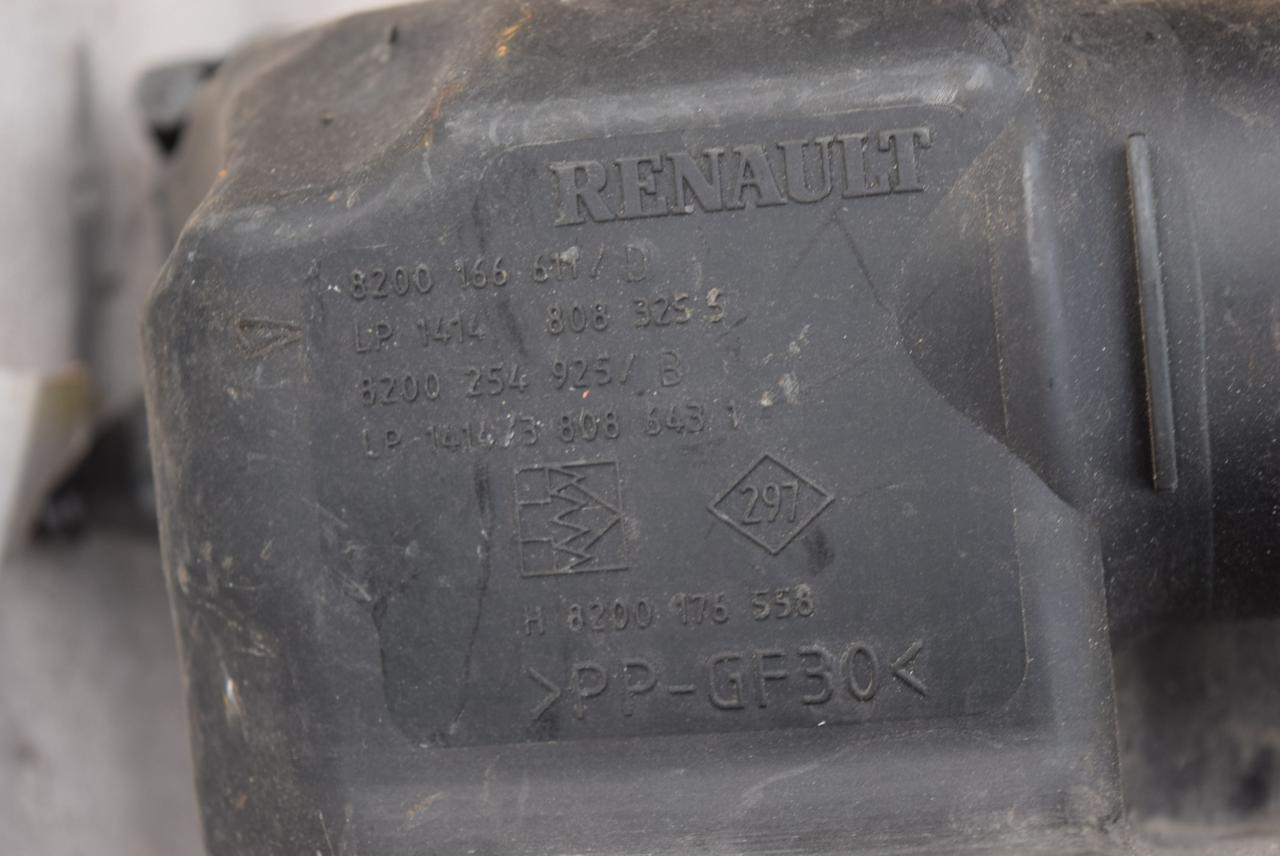 RENAULT
8200 166 611/ D
LP 1414 808 325 5
8200 254 925/ B
LP 1414/3 808 643 1
297
H 8200 176 558
>PP-GF30<